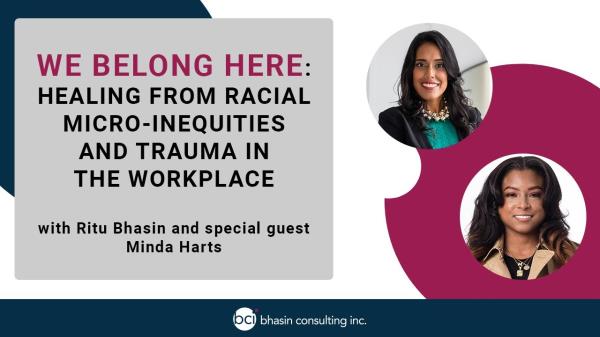 WE BELONG HERE:
HEALING FROM RACIAL
MICRO-INEQUITIES
AND TRAUMA IN
THE WORKPLACE
with Ritu Bhasin and special guest
Minda Harts
bci bhasin consulting inc.